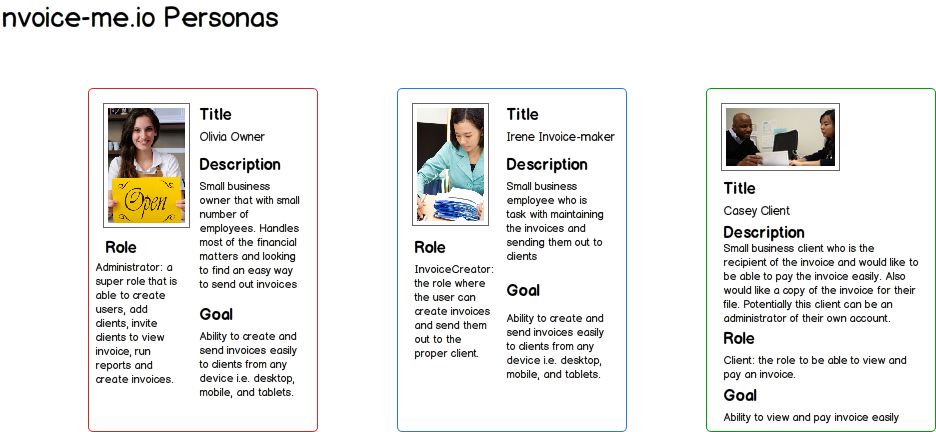 nvoice-me.io Personas
Title
Olivia Owner
Description
Small business
owner that with small
number of
employees. Handles
most of the financial
matters and looking
to find an easy way
to send out invoices
Goal
Ability to create and
send invoices easily
to clients from any
device i.e. desktop,
mobile, and tablets.
Open
Role
Administrator: a
super role that is
able to create
users, add
clients, invite
clients to view
invoice, run
reports and
create invoices.
Title
Irene Invoice-maker
Description
Small business
employee who is
task with maintaining
the invoices and
sending them out to
clients
Goal
Ability to create and
send invoices easily
to clients from any
device i.e. desktop,
mobile, and tablets.
Role
InvoiceCreator:
the role where
the user can
create invoices
and send them
out to the
proper client.
Title
Casey Client
Description
Small business client who is the
recipient of the invoice and would like to
be able to pay the invoice easily. Also
would like a copy of the invoice for their
file. Potentially this client can be an
administrator of their own account.
Role
Client: the role to be able to view and
pay an invoice.
Goal
Ability to view and pay invoice easily